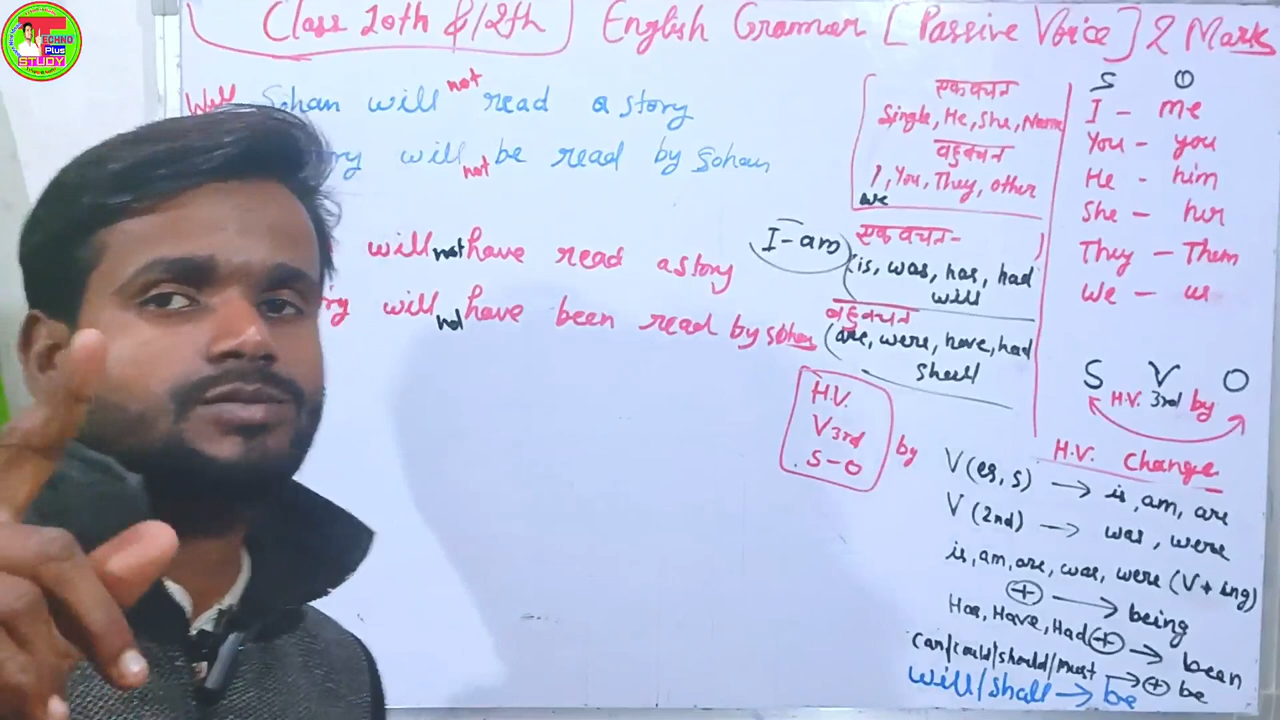 TECHNO
Plus
STUDY
Class 10th & 12th English Grammar [Passive Voice] 2 Marks
Will Sohan will not read a story
will not be read by Sohan
will not have read a story
will not have been read by Sohan
एकवचन
Single, He, She, Name
वहुवचन
I, You, They, other
we
I-am
एकवचन-
(is, was, has, had
will
बहुवचन
(are, were, have, had
shall
H.V.
V 3rd
S-O
by
S O
I - me
You - you
He - him
She - her
They - Them
We - us
S V O
H.V. 3rd by
H.V. Change
V (es, s) → is, am, are
V (2nd) → was, were
is, am, are, was, were (V+ing)
+ → being
Has, Have, Had + → been
can/could/should/must → + be
will/shall → be